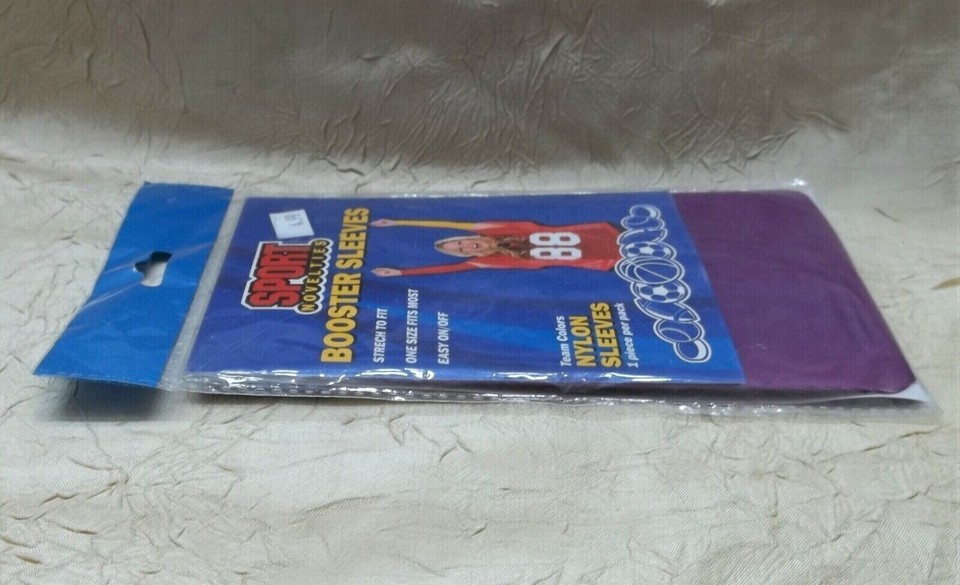 SPORT
NOVELTIES
BOOSTER SLEEVES
STRECH TO FIT
ONE SIZE FITS MOST
EASY ON/OFF
88
Team Colors
NYLON
SLEEVES
1 piece per pack